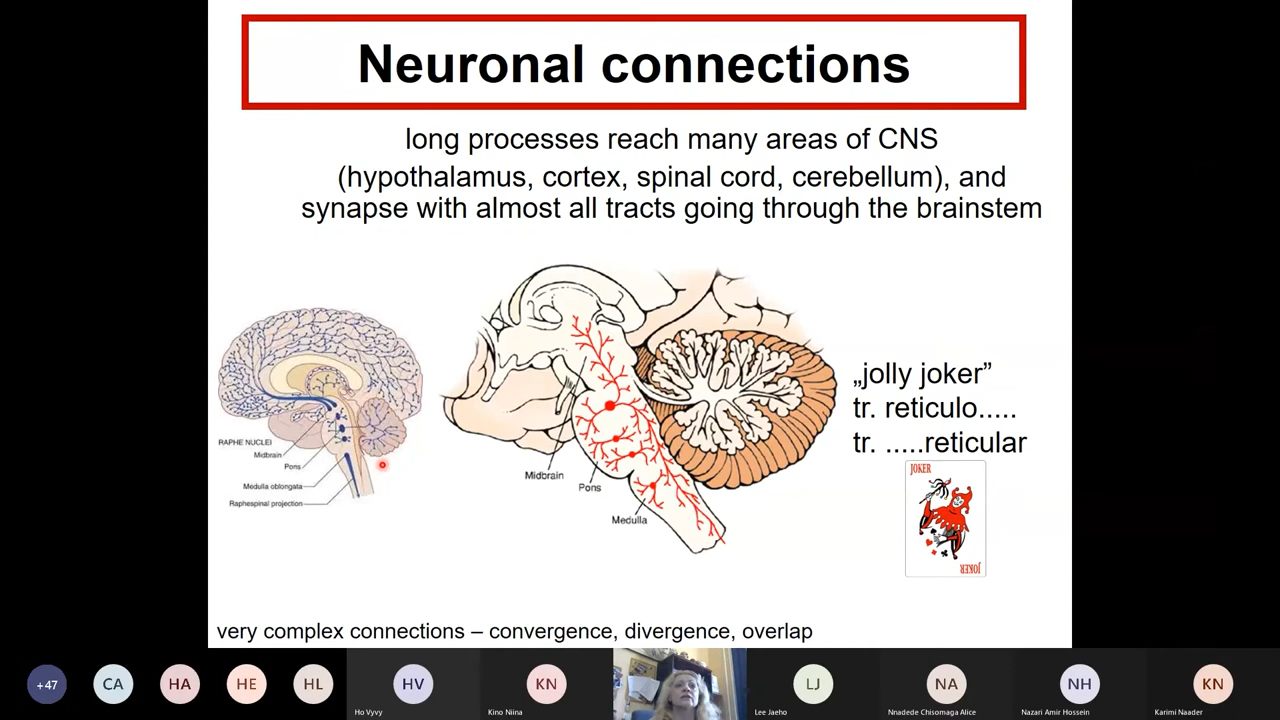 Neuronal connections
long processes reach many areas of CNS
(hypothalamus, cortex, spinal cord, cerebellum), and
synapse with almost all tracts going through the brainstem
RAPHE NUCLEI
Midbrain
Pons
Medulla oblongata
Raphespinal projection
Midbrain
Pons
Medulla
„jolly joker”
tr. reticulo.....
tr. .....reticular
JOKER
JOKER
very complex connections – convergence, divergence, overlap
+47
CA
HA
HE
HL
HV
Ho Vyvy
KN
Kino Niina
LJ
Lee Jaeho
NA
Nnadede Chisomaga Alice
NH
Nazari Amir Hossein
KN
Karimi Naader